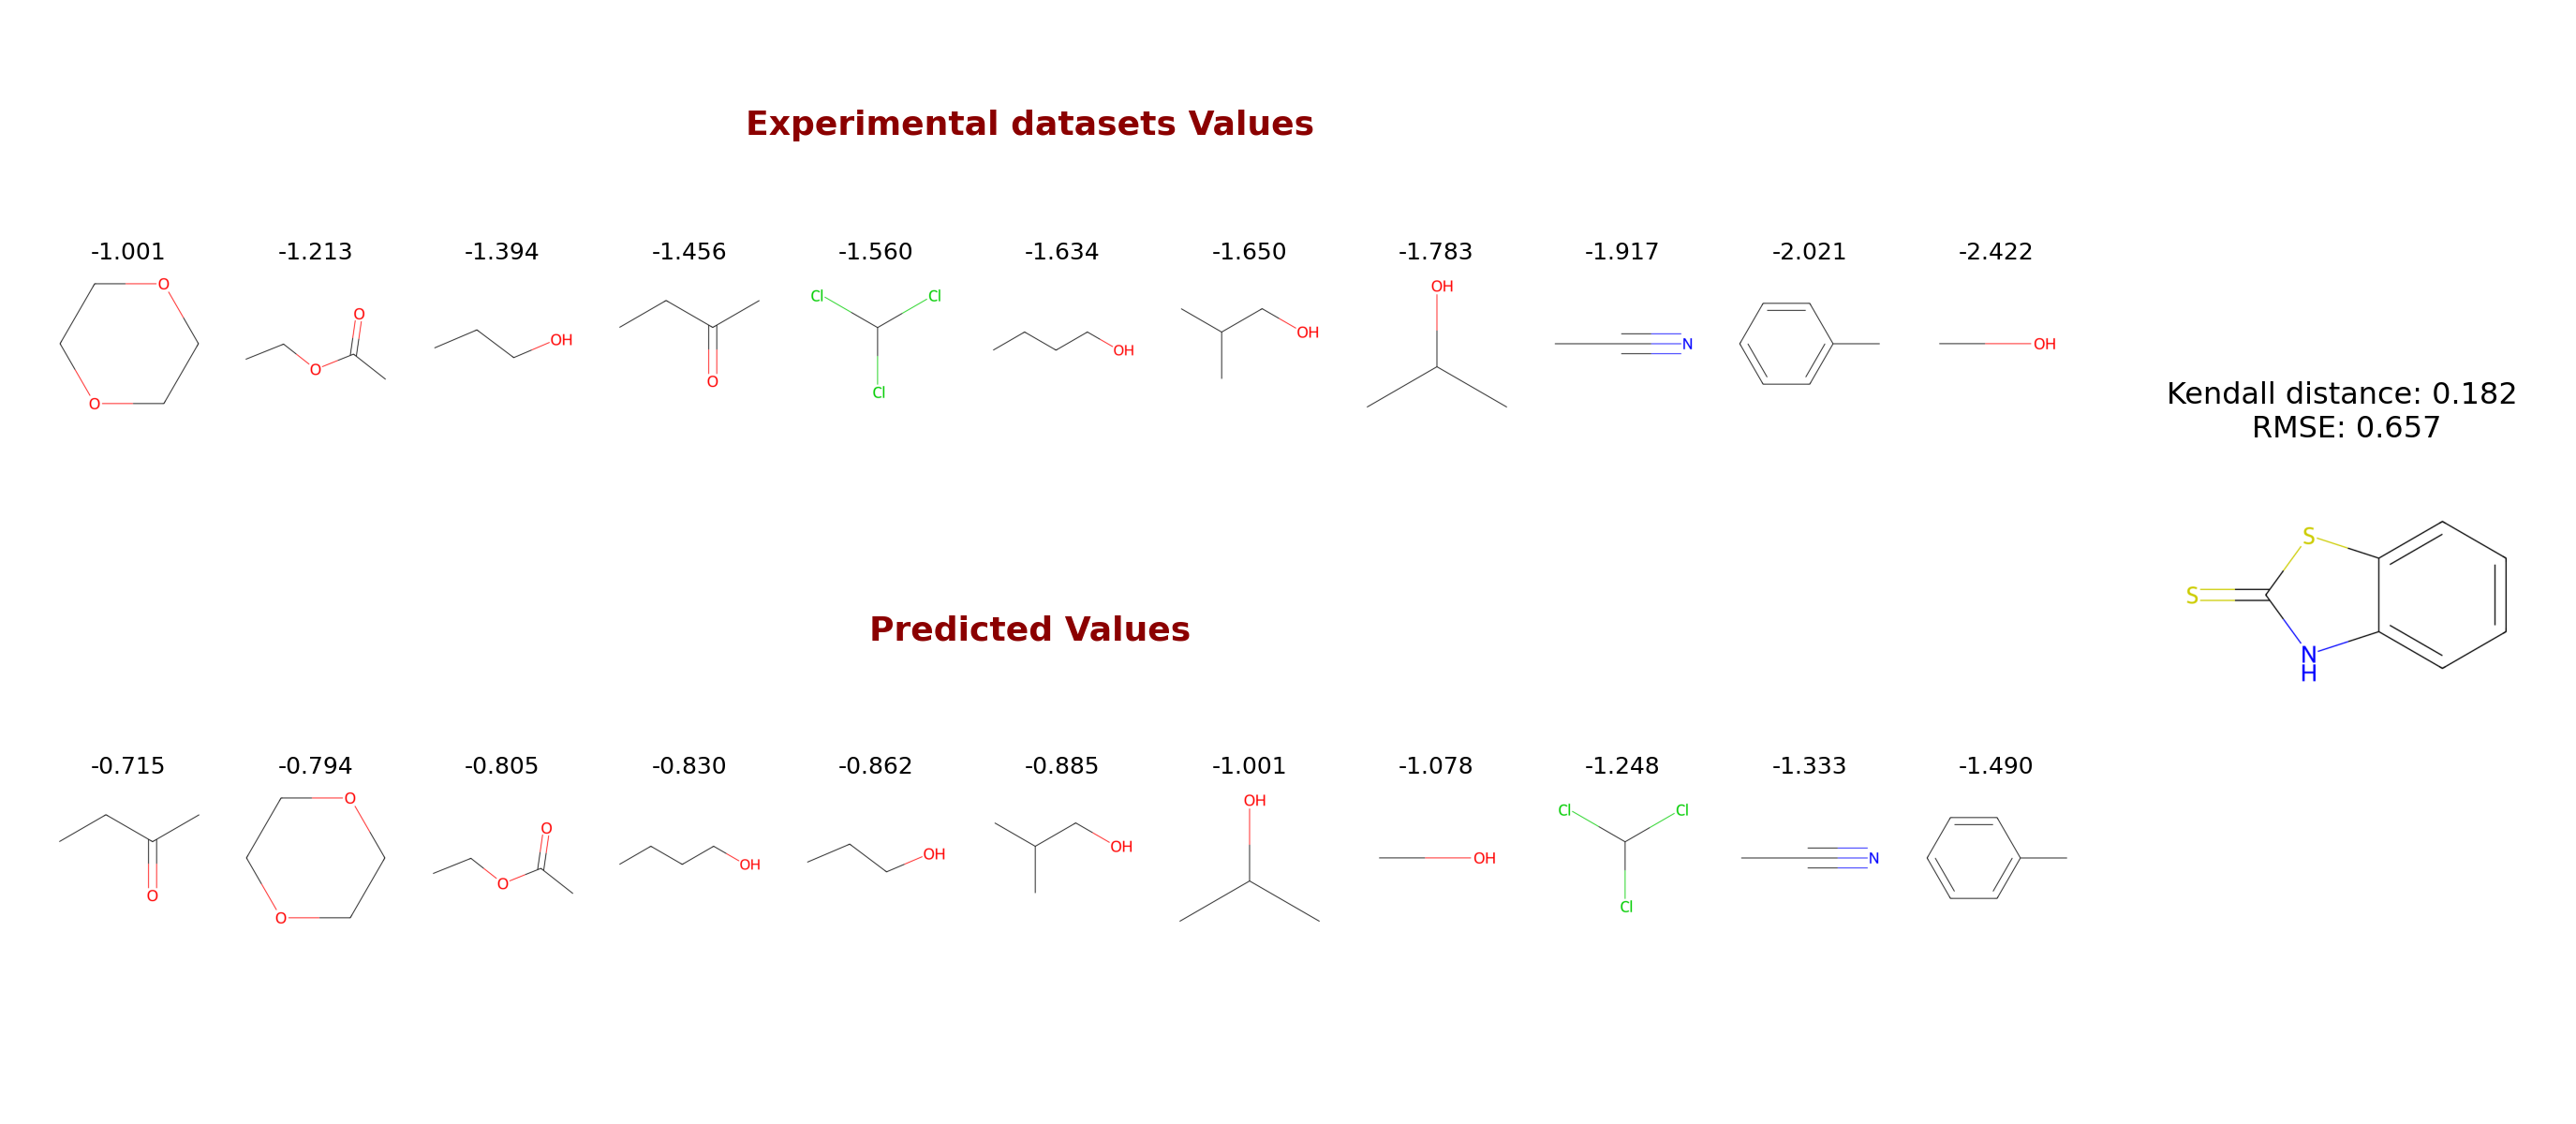 Experimental datasets Values
-1.001 -1.213 -1.394 -1.456 -1.560 -1.634 -1.650 -1.783 -1.917 -2.021 -2.422
O O O O OH O Cl Cl Cl OH OH OH N OH
Kendall distance: 0.182
RMSE: 0.657
S
S
N
H
Predicted Values
-0.715 -0.794 -0.805 -0.830 -0.862 -0.885 -1.001 -1.078 -1.248 -1.333 -1.490
O O O O O OH OH OH OH OH Cl Cl Cl N